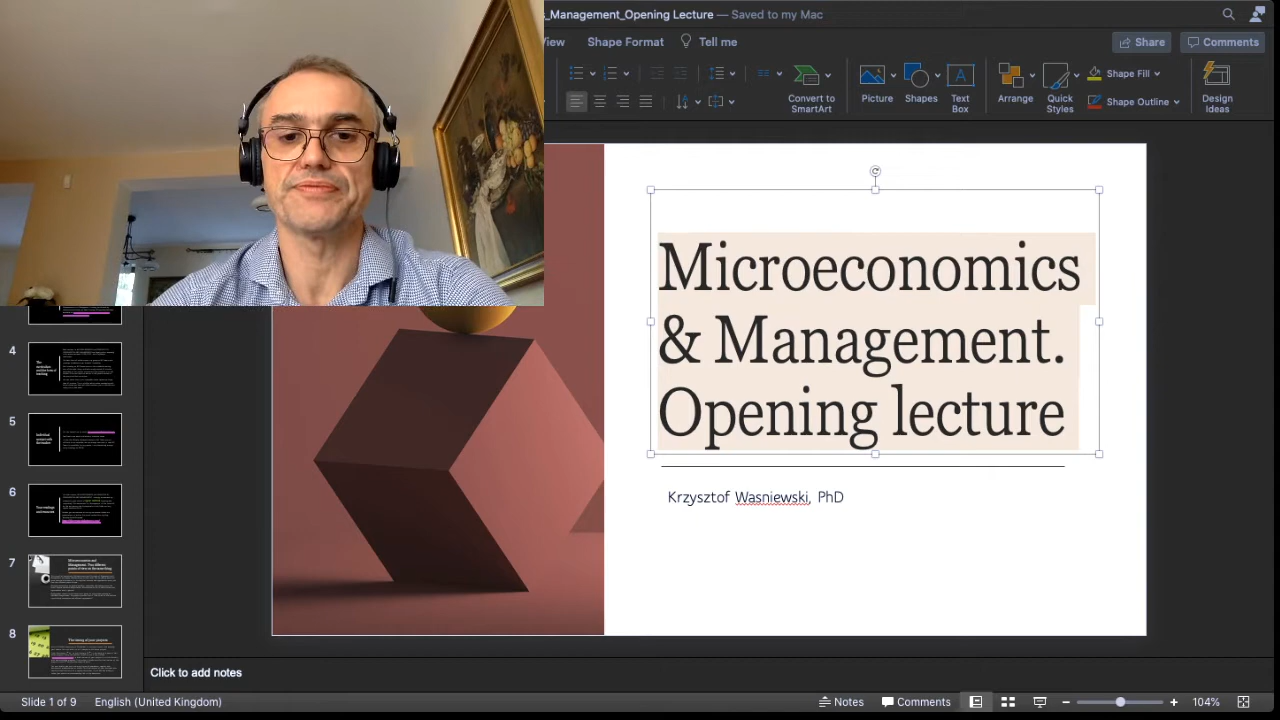 s_Management_Opening Lecture — Saved to my Mac
View Shape Format Tell me Share Comments
Convert to SmartArt
Picture Shapes Text Box Arrange Quick Styles Shape Fill Shape Outline Design Ideas
Microeconomics
& Management.
Opening lecture
Krzysztof Wasniewski, PhD
4
5
6
7
8
Click to add notes
Slide 1 of 9 English (United Kingdom) Notes Comments 104%